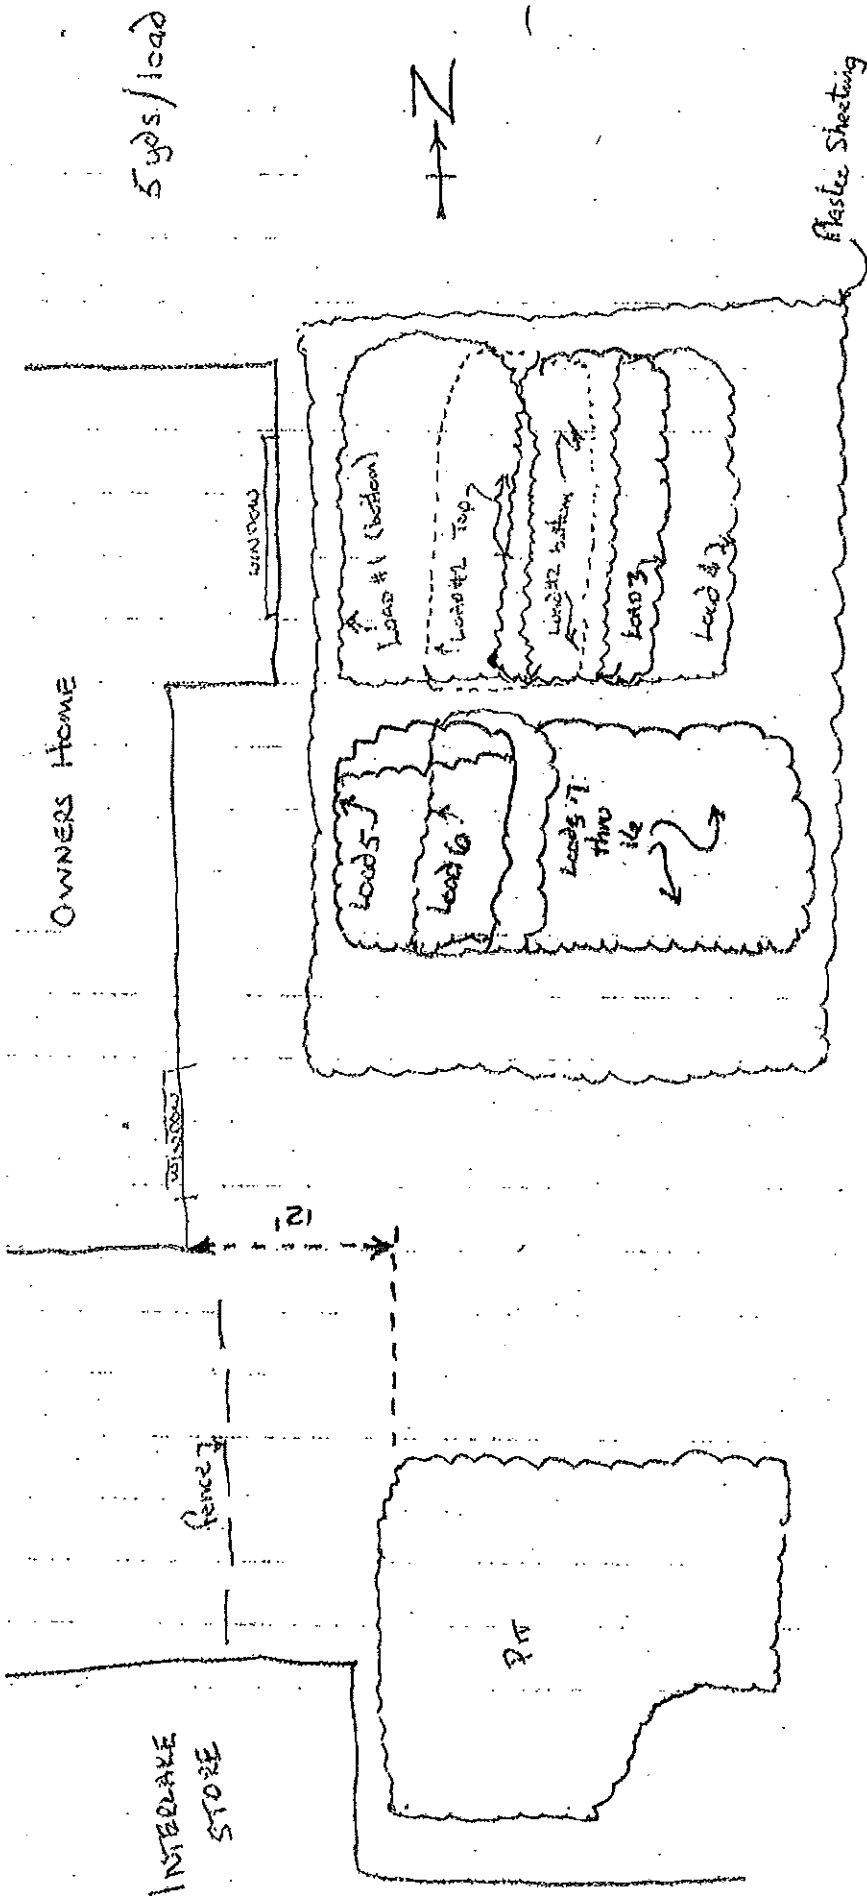 INTERLAKE
STORE
fence
Pit
12'
OWNERS Home
WINDOW
WINDOW
5 yds/load
N
LOAD #1 (bottom)
LOAD #2 Top
Load #2 bottom
LOAD 3
Load 4
Load 5
Load 6
Loads 7
thru
16
Plastic Sheeting